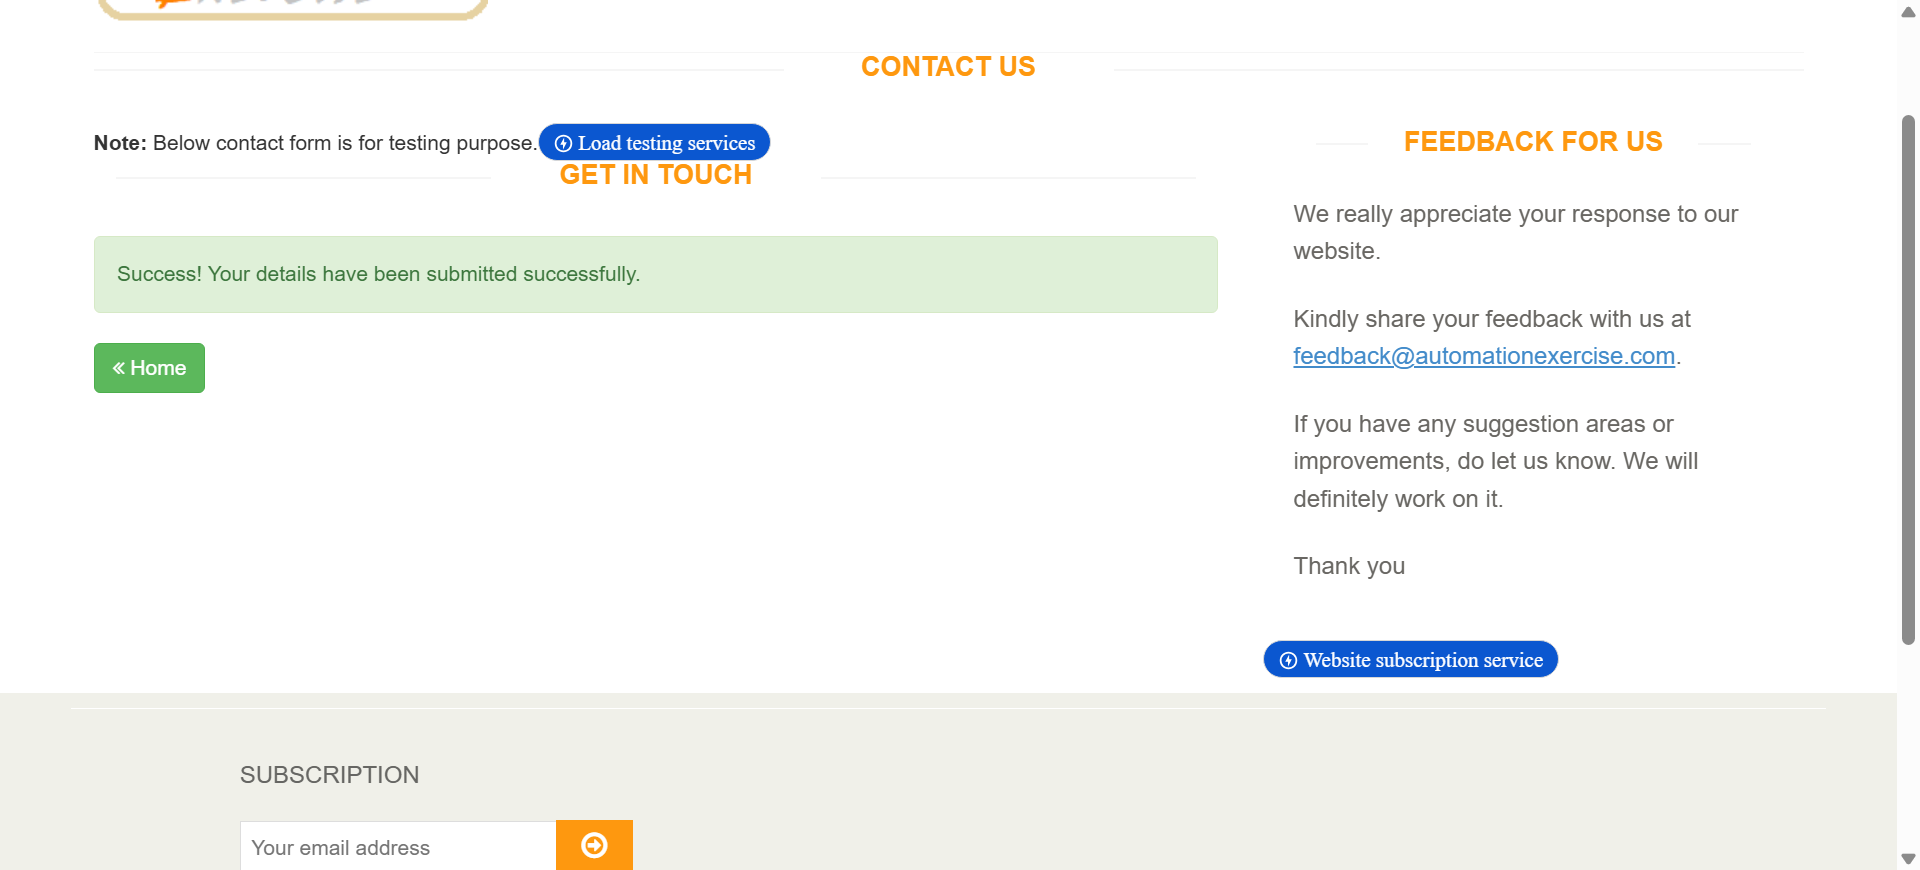 CONTACT US
Note: Below contact form is for testing purpose. Load testing services
GET IN TOUCH
Success! Your details have been submitted successfully.
« Home
FEEDBACK FOR US
We really appreciate your response to our
website.
Kindly share your feedback with us at
feedback@automationexercise.com.
If you have any suggestion areas or
improvements, do let us know. We will
definitely work on it.
Thank you
Website subscription service
SUBSCRIPTION
Your email address